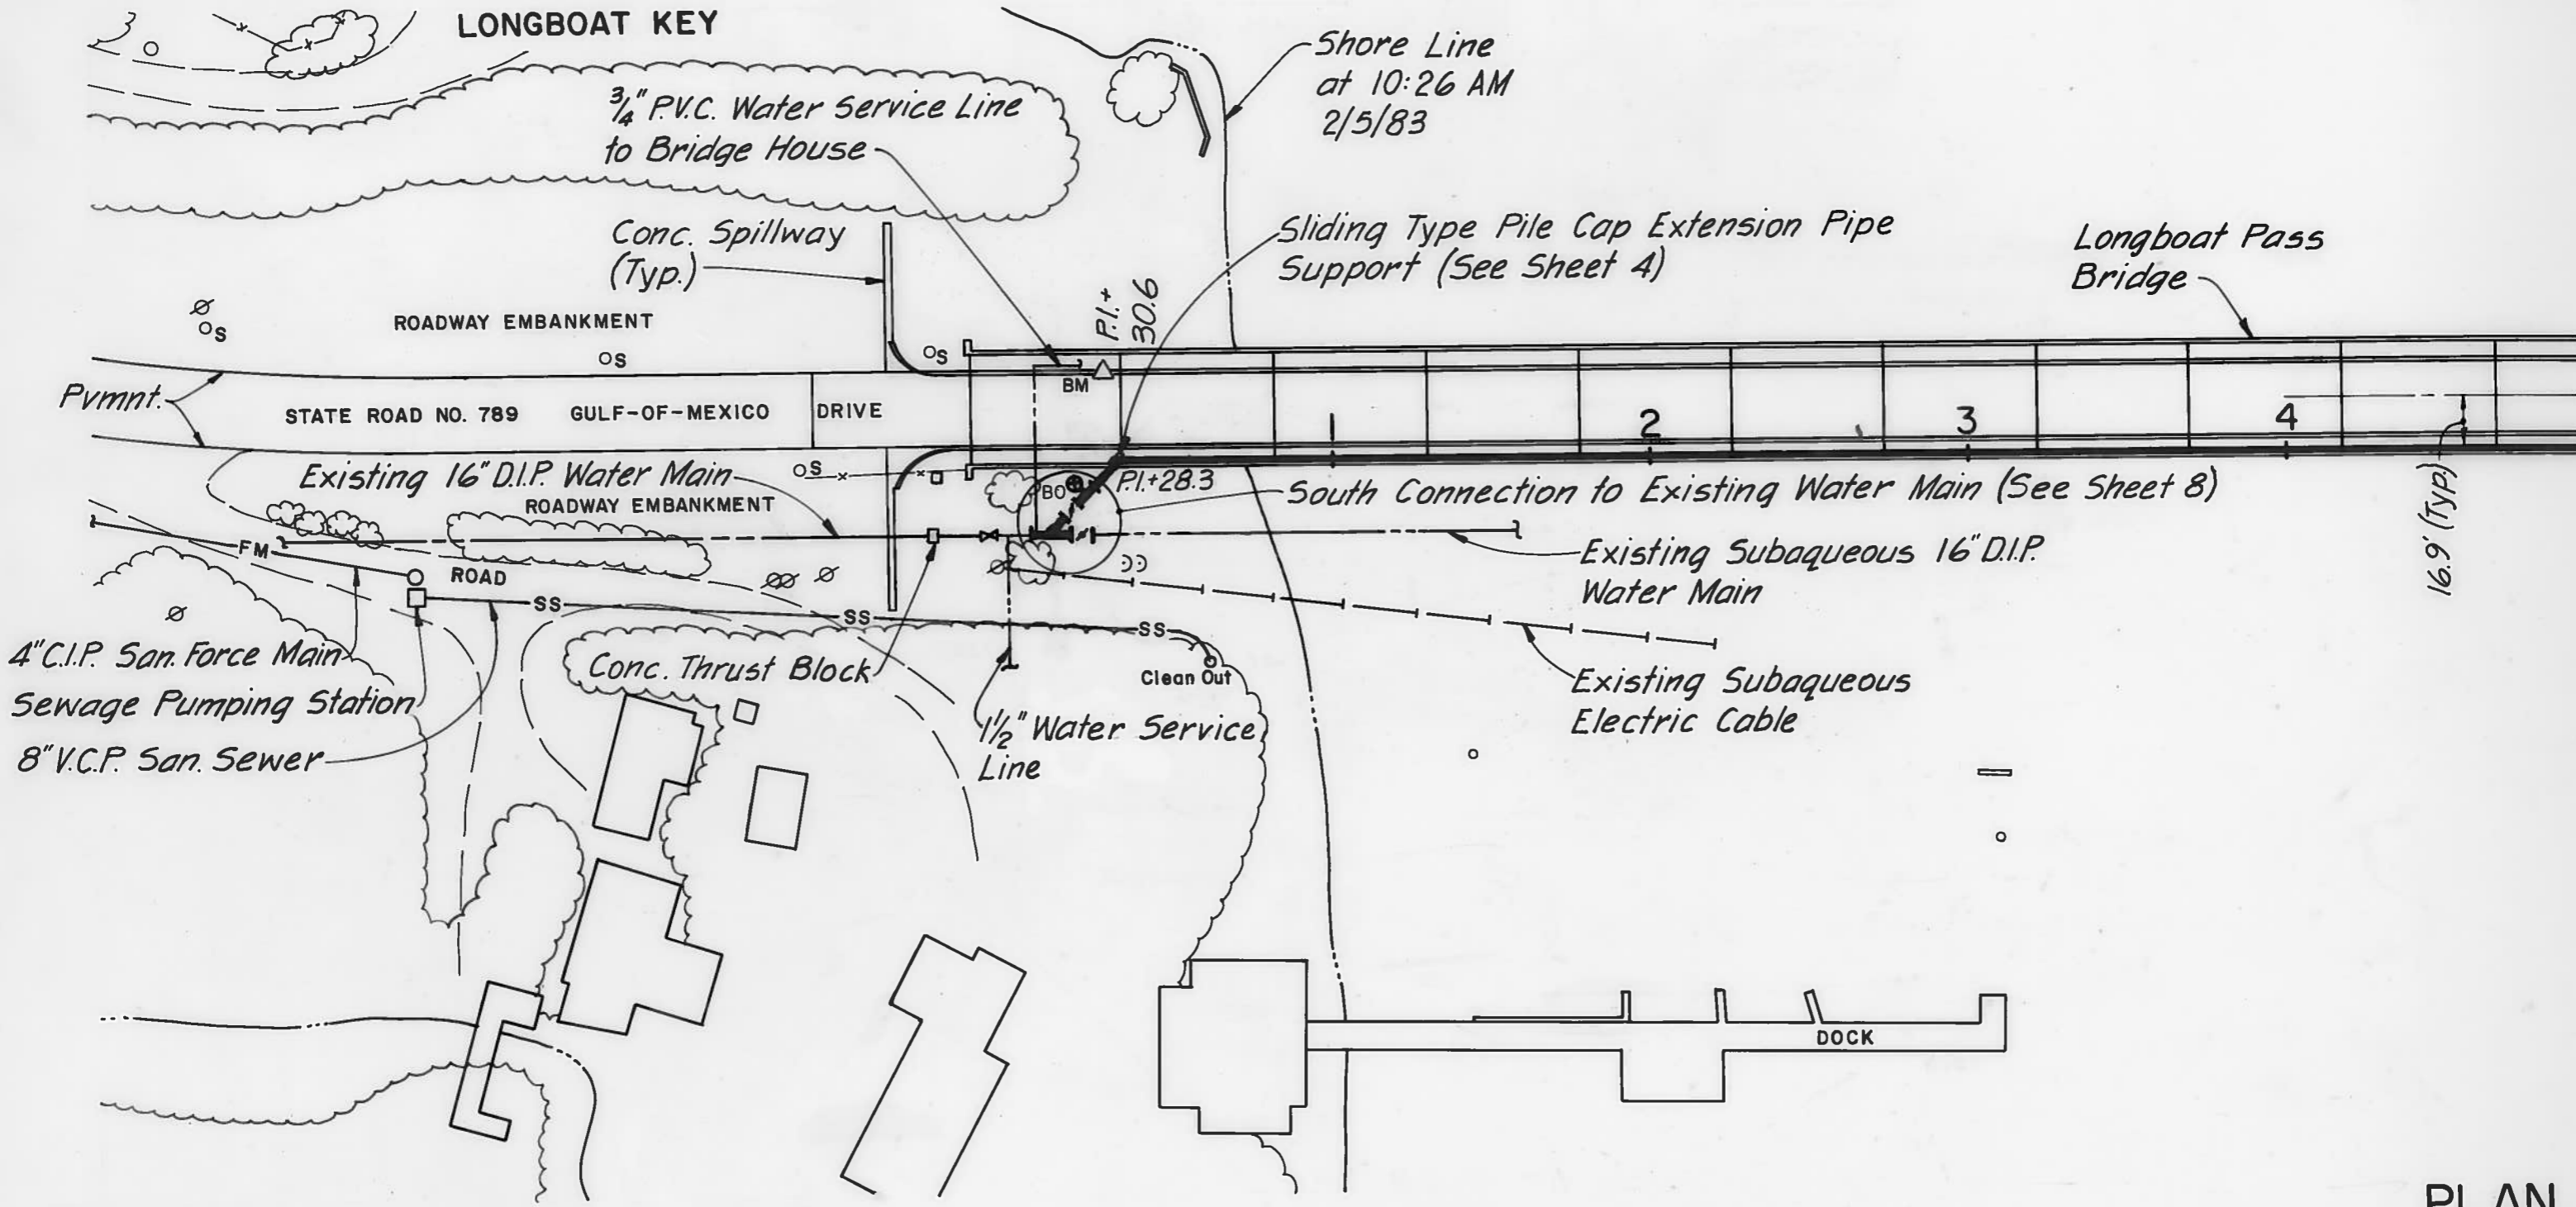 LONGBOAT KEY
Shore Line
at 10:26 AM
2/5/83
3/4" P.V.C. Water Service Line
to Bridge House
Conc. Spillway
(Typ.)
Sliding Type Pile Cap Extension Pipe
Support (See Sheet 4)
Longboat Pass
Bridge
P.I.+
30.6
S
ROADWAY EMBANKMENT
S
S
BM
Pvmnt.
STATE ROAD NO. 789 GULF-OF-MEXICO DRIVE
1
2
3
4
16.9' (Typ.)
Existing 16" D.I.P. Water Main
S
ROADWAY EMBANKMENT
BO
P.I.+28.3
South Connection to Existing Water Main (See Sheet 8)
FM
ROAD
Existing Subaqueous 16" D.I.P.
Water Main
SS
SS
SS
4" C.I.P. San. Force Main
Sewage Pumping Station
8" V.C.P. San. Sewer
Conc. Thrust Block
Clean Out
1 1/2" Water Service
Line
Existing Subaqueous
Electric Cable
DOCK
PLAN